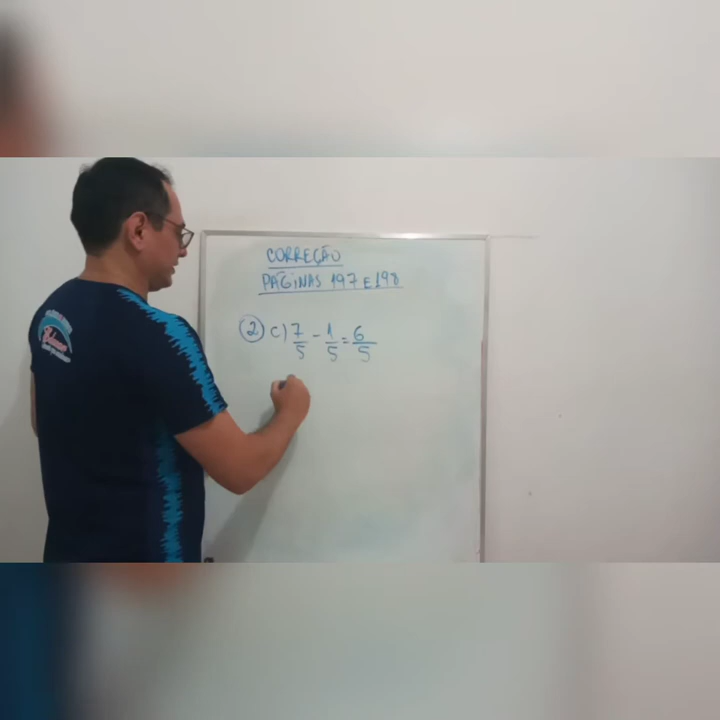 CORREÇÃO
PÁGINAS 197 E 198
2 c) 7/5 - 1/5 = 6/5